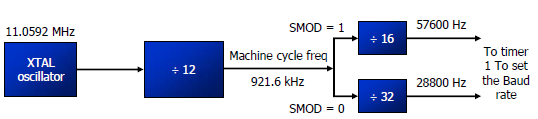 11.0592 MHz
XTAL
oscillator
÷ 12
Machine cycle freq
921.6 kHz
SMOD = 1
÷ 16
57600 Hz
SMOD = 0
÷ 32
28800 Hz
To timer
1 To set
the Baud
rate